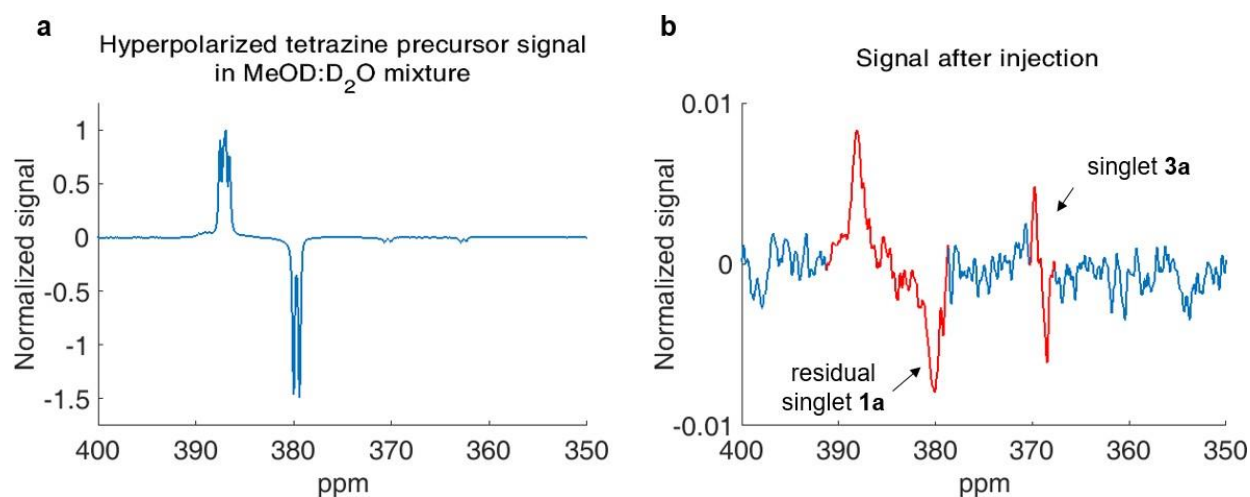 a
Hyperpolarized tetrazine precursor signal
in MeOD:D2O mixture
Normalized signal
1
0.5
0
-0.5
-1
-1.5
400 390 380 370 360 350
ppm
b
Signal after injection
Normalized signal
0.01
0
-0.01
singlet 3a
residual
singlet 1a
400 390 380 370 360 350
ppm